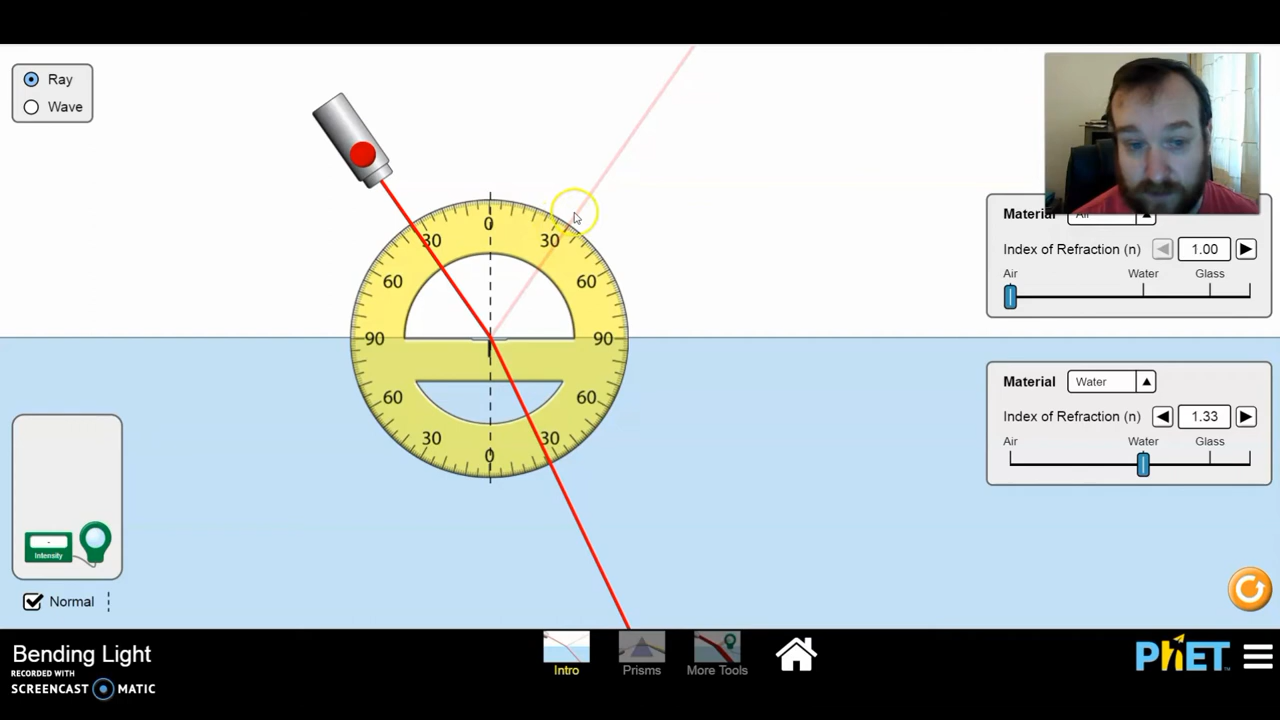 Ray
Wave
0
30 30
60 60
90 90
60 60
30 30
0
Material Air
Index of Refraction (n) 1.00
Air Water Glass
Material Water
Index of Refraction (n) 1.33
Air Water Glass
-
Intensity
Normal
Bending Light
RECORDED WITH
SCREENCAST MATIC
Intro
Prisms
More Tools
PhET